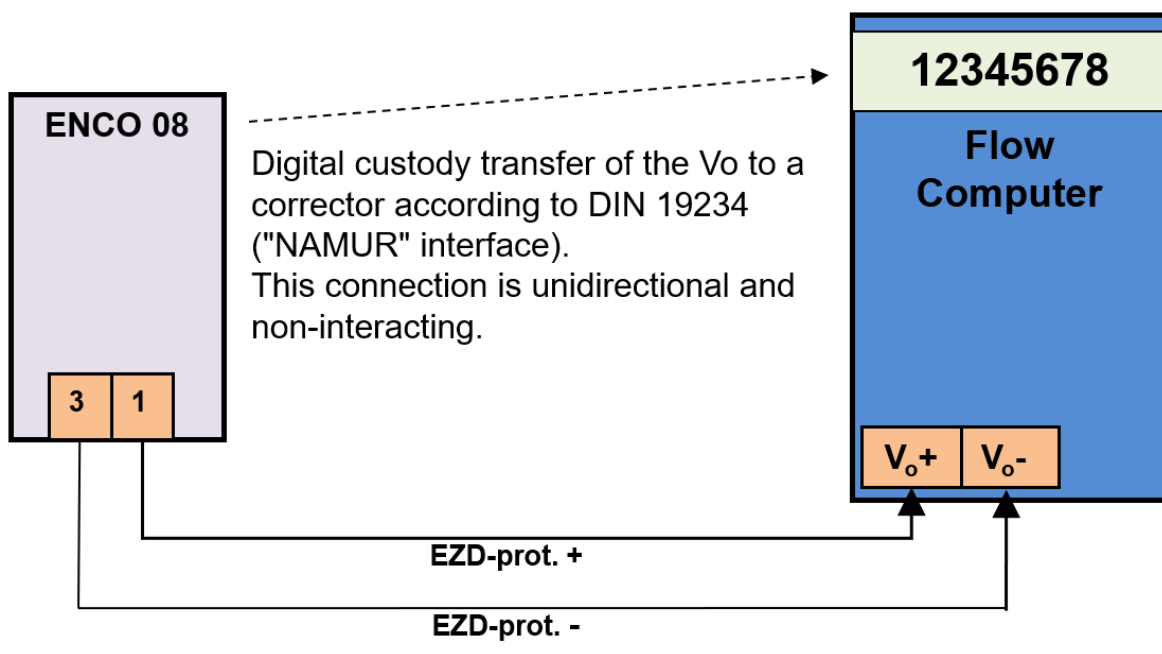 12345678
ENCO 08
Flow
Computer
Digital custody transfer of the Vo to a
corrector according to DIN 19234
("NAMUR" interface).
This connection is unidirectional and
non-interacting.
3 1
Vo+ Vo-
EZD-prot. +
EZD-prot. -